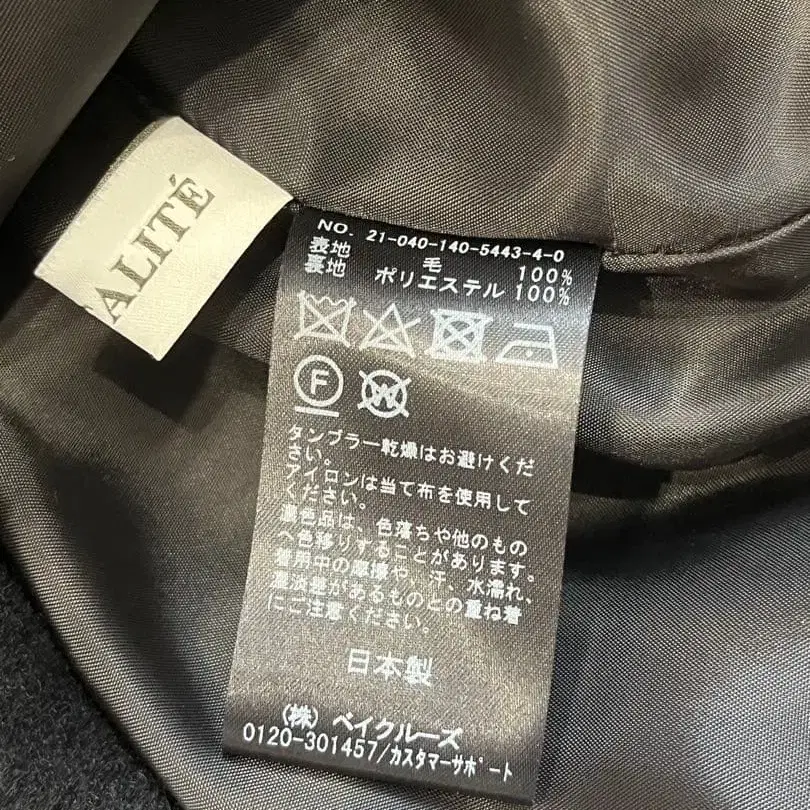 ALITÉ
NO. 21-040-140-5443-4-0
表地 毛 100%
裏地 ポリエステル 100%
F
W
タンブラー乾燥はお避けくだ
さい。
アイロンは当て布を使用して
ください。
濃色品は、色落ちや他のもの
へ色移りすることがあります。
着用中の摩擦や、汗、水濡れ、
濃淡差があるものとの重ね着
にご注意ください。
日本製
(株) ベイクルーズ
0120-301457/カスタマーサポート